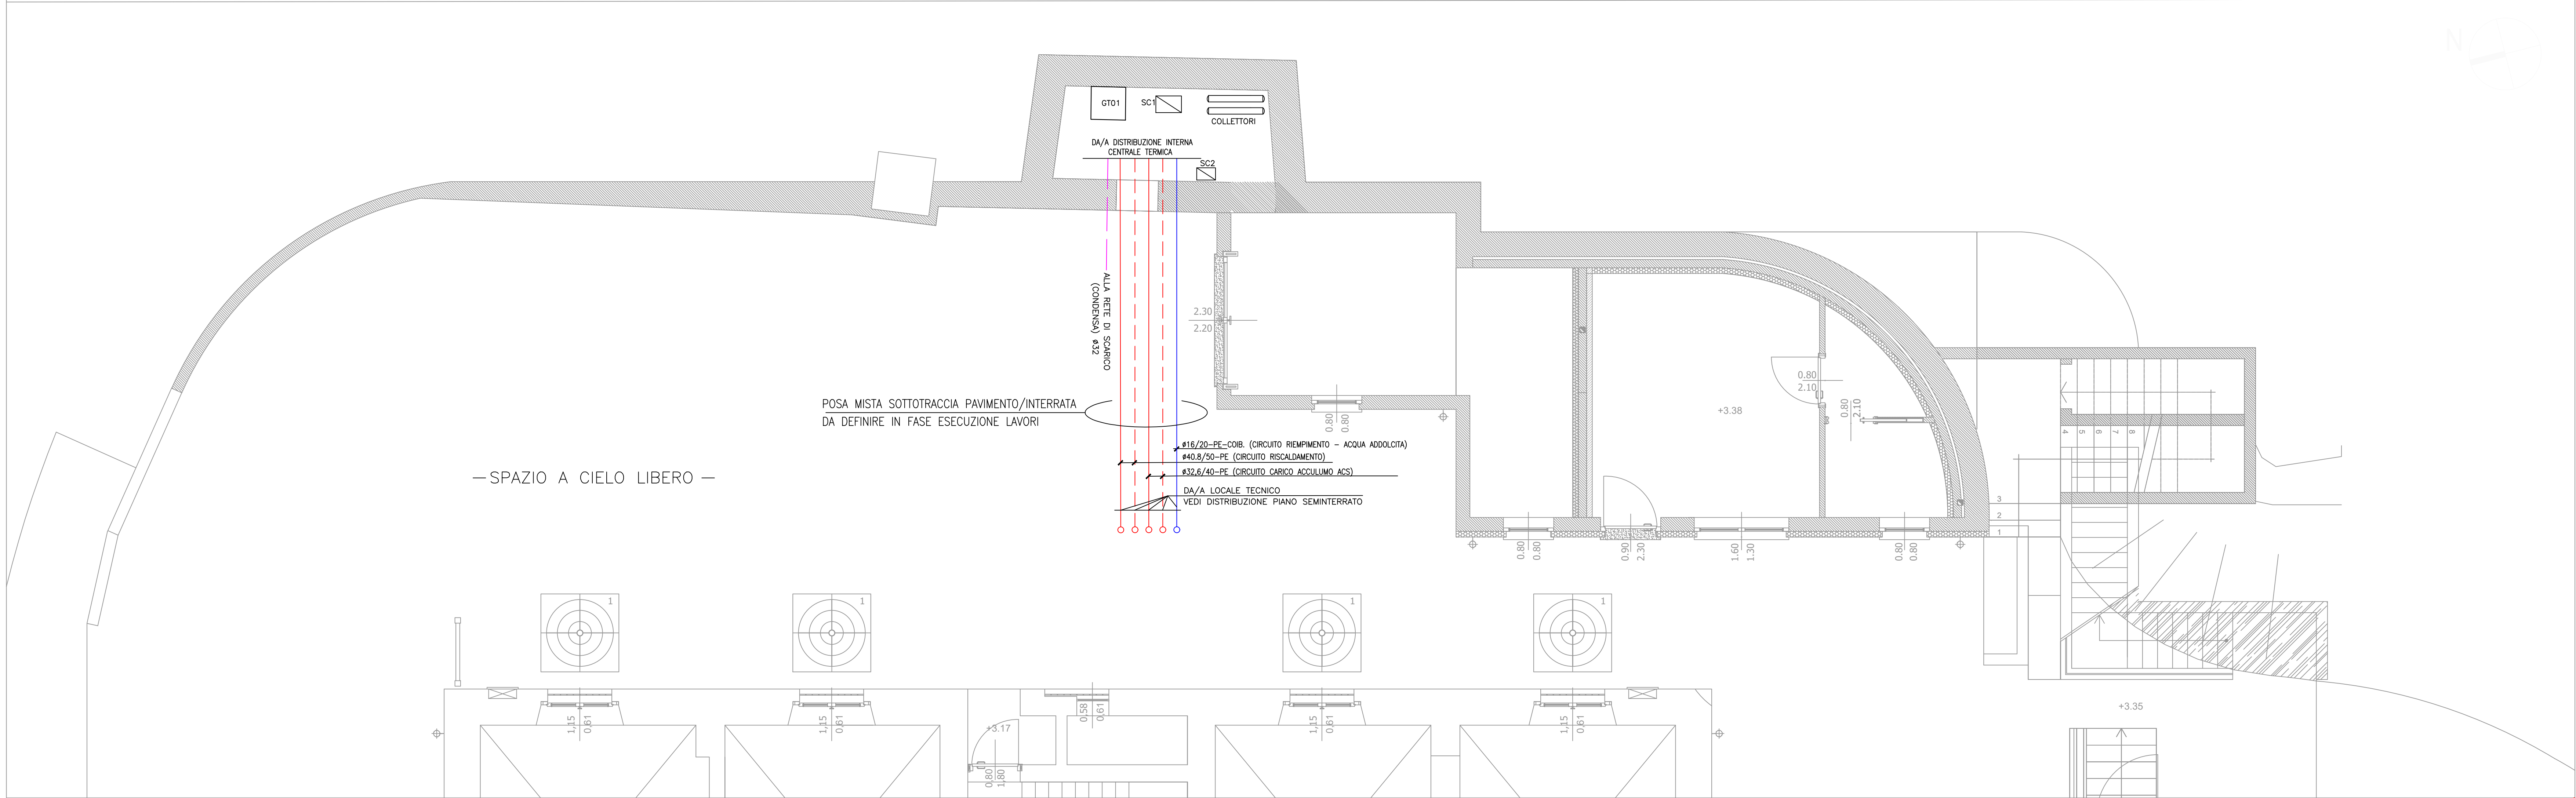 N
GT01
SC1
COLLETTORI
DA/A DISTRIBUZIONE INTERNA
CENTRALE TERMICA
SC2
ALLA RETE DI SCARICO
(CONDENSA) ø32
2.30
2.20
0.80
0.80
POSA MISTA SOTTOTRACCIA PAVIMENTO/INTERRATA
DA DEFINIRE IN FASE ESECUZIONE LAVORI
ø16/20-PE-COIB. (CIRCUITO RIEMPIMENTO - ACQUA ADDOLCITA)
ø40.8/50-PE (CIRCUITO RISCALDAMENTO)
ø32,6/40-PE (CIRCUITO CARICO ACCULUMO ACS)
DA/A LOCALE TECNICO
VEDI DISTRIBUZIONE PIANO SEMINTERRATO
— SPAZIO A CIELO LIBERO —
+3.38
0.80
2.10
0.80
2.10
4
5
6
7
8
3
2
1
0.80
0.80
0.90
2.30
1.60
1.30
0.80
0.80
1
1
1
1
1,15
0,61
1,15
0,61
0,58
0,61
+3.17
0,80
1,80
1,15
0,61
1,15
0,61
+3.35